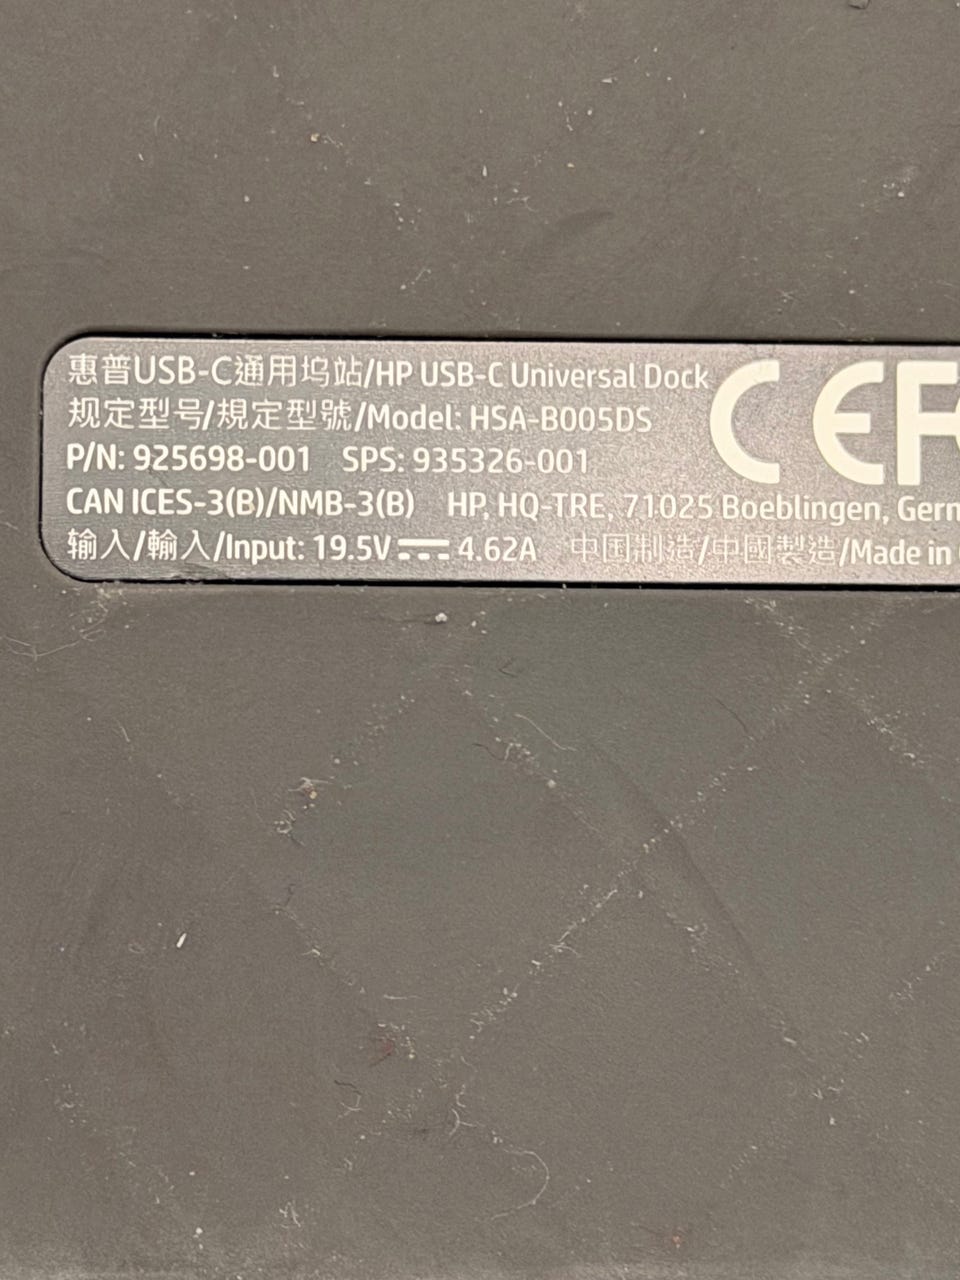 惠普USB-C通用坞站/HP USB-C Universal Dock
规定型号/規定型號/Model: HSA-B005DS
P/N: 925698-001 SPS: 935326-001
CAN ICES-3(B)/NMB-3(B) HP, HQ-TRE, 71025 Boeblingen,
输入/輸入/Input: 19.5V⎓4.62A 中国制造/中國製造/Made in
CE